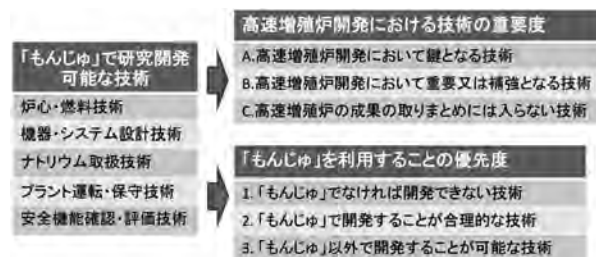 「もんじゅ」で研究開発
可能な技術
炉心・燃料技術
機器・システム設計技術
ナトリウム取扱技術
プラント運転・保守技術
安全機能確認・評価技術
高速増殖炉開発における技術の重要度
A.高速増殖炉開発において鍵となる技術
B.高速増殖炉開発において重要又は補強となる技術
C.高速増殖炉の成果の取りまとめには入らない技術
「もんじゅ」を利用することの優先度
1.「もんじゅ」でなければ開発できない技術
2.「もんじゅ」で開発することが合理的な技術
3.「もんじゅ」以外で開発することが可能な技術